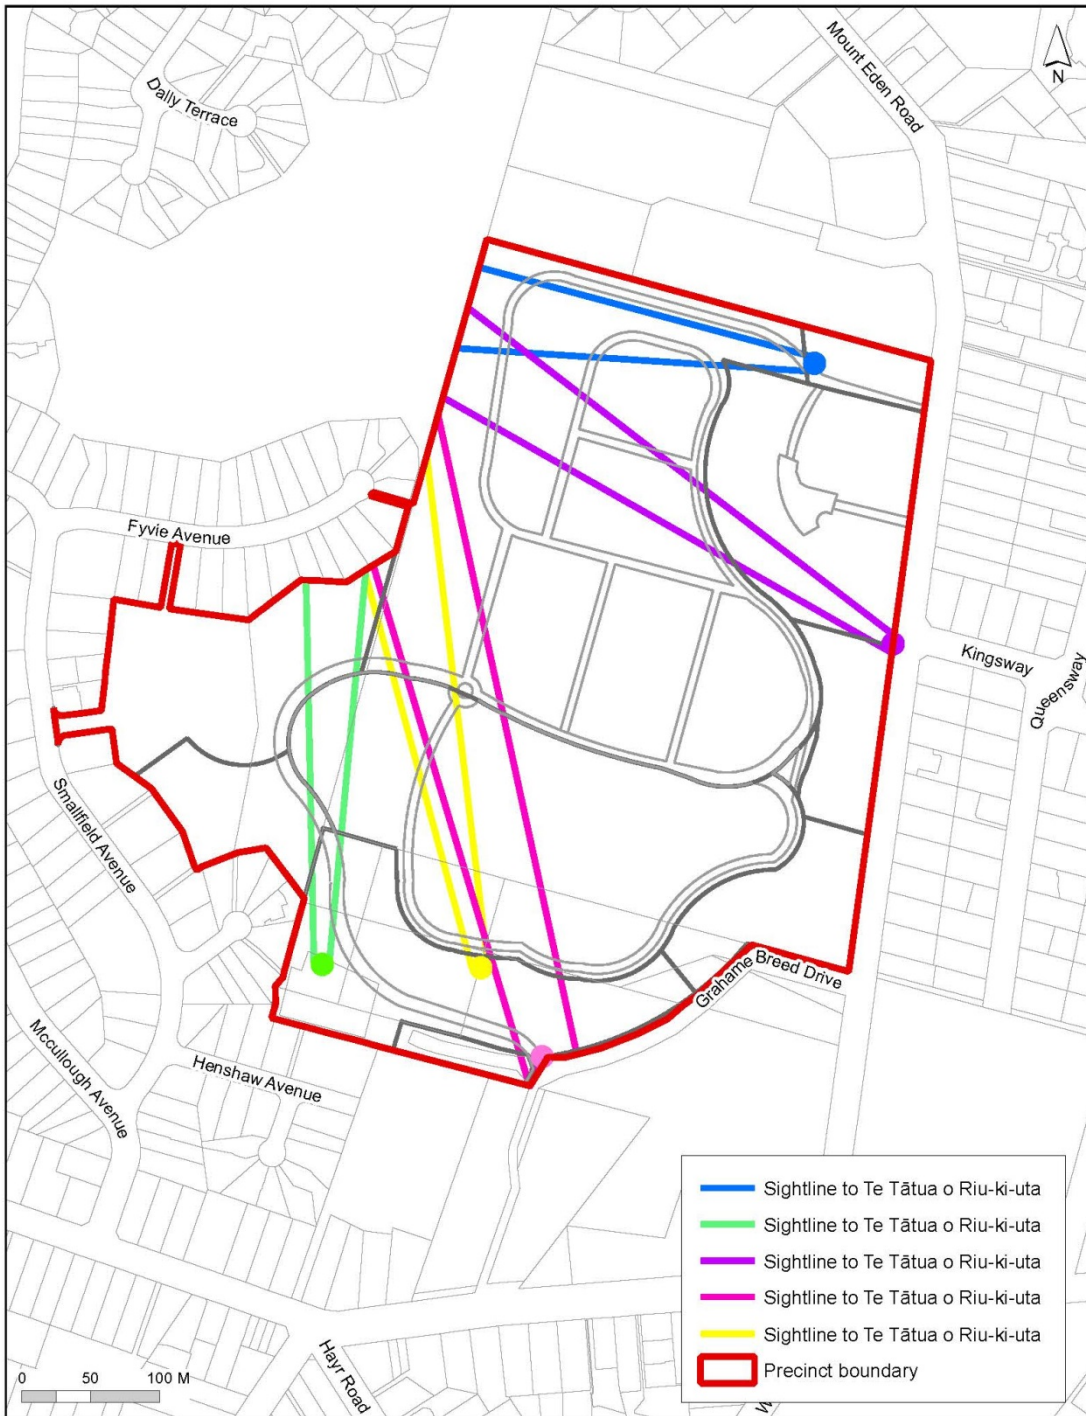 Mount Eden Road
N
Dally Terrace
Fyvie Avenue
Kingsway
Queensway
Smallfield Avenue
Grahame Breed Drive
Mccullough Avenue
Henshaw Avenue
Hayr Road
Sightline to Te Tātua o Riu-ki-uta
Sightline to Te Tātua o Riu-ki-uta
Sightline to Te Tātua o Riu-ki-uta
Sightline to Te Tātua o Riu-ki-uta
Sightline to Te Tātua o Riu-ki-uta
Precinct boundary
0 50 100 M